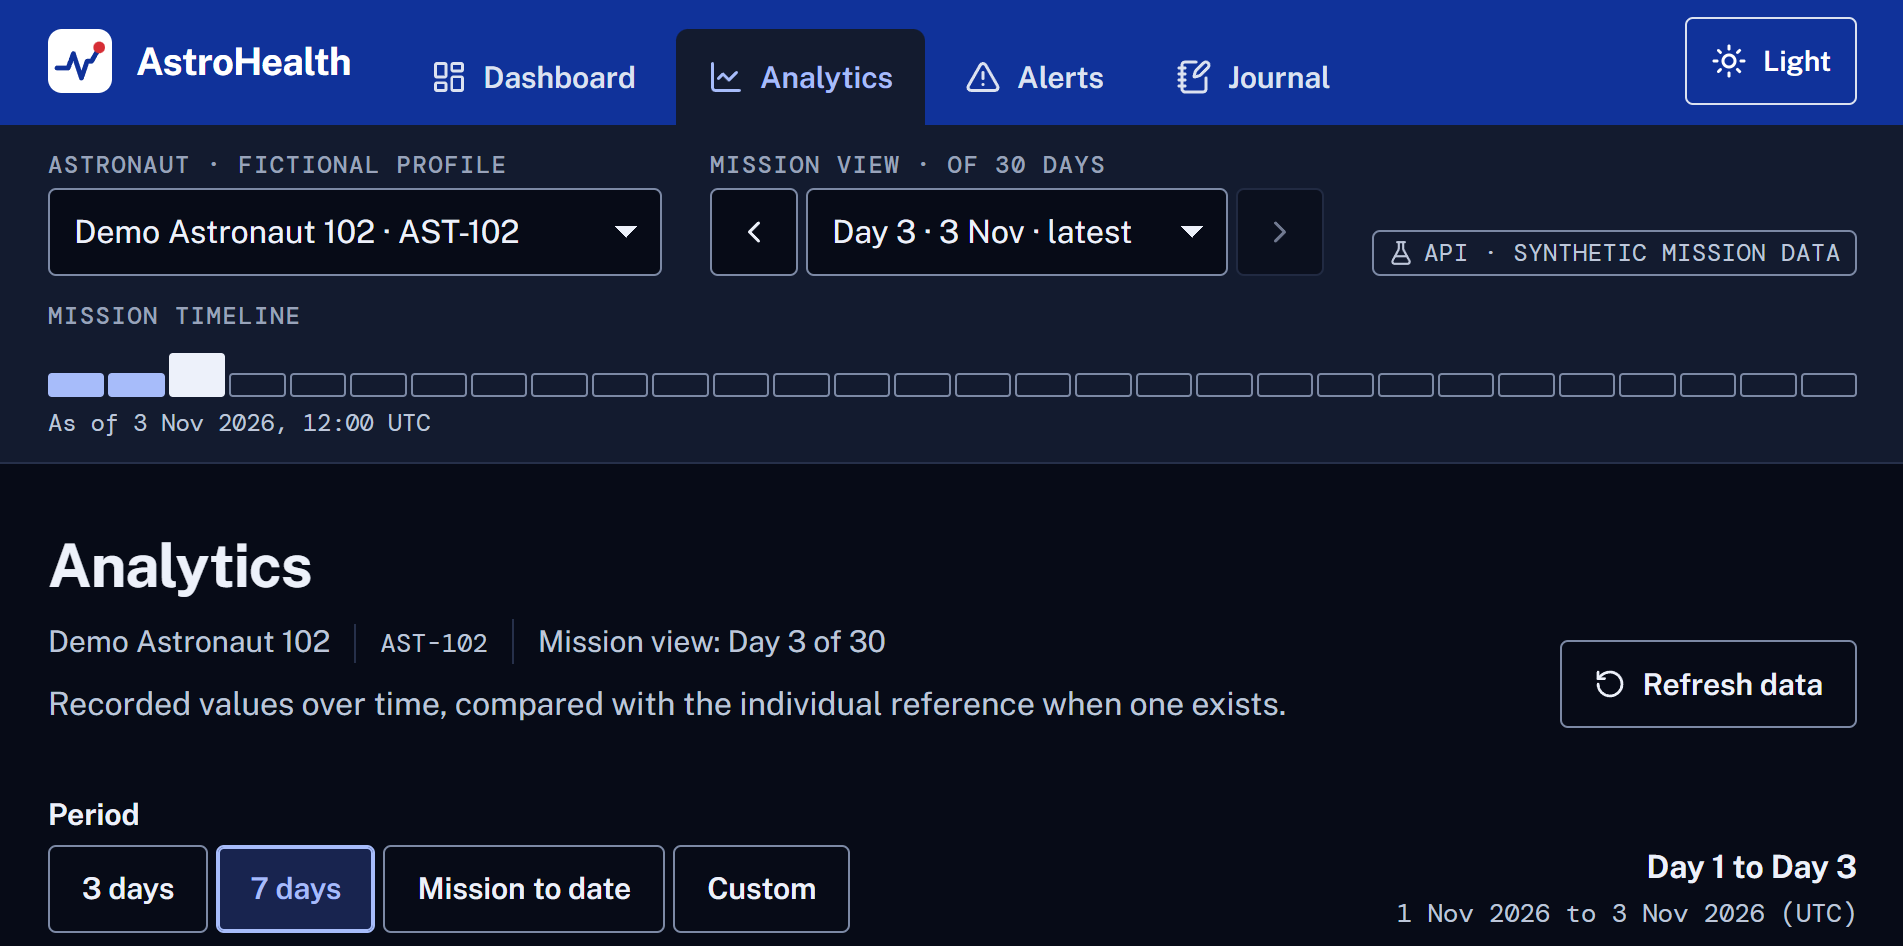 AstroHealth
Dashboard
Analytics
Alerts
Journal
Light
ASTRONAUT · FICTIONAL PROFILE
MISSION VIEW · OF 30 DAYS
Demo Astronaut 102 · AST-102
Day 3 · 3 Nov · latest
API · SYNTHETIC MISSION DATA
MISSION TIMELINE
As of 3 Nov 2026, 12:00 UTC
Analytics
Demo Astronaut 102
AST-102
Mission view: Day 3 of 30
Recorded values over time, compared with the individual reference when one exists.
Refresh data
Period
3 days
7 days
Mission to date
Custom
Day 1 to Day 3
1 Nov 2026 to 3 Nov 2026 (UTC)